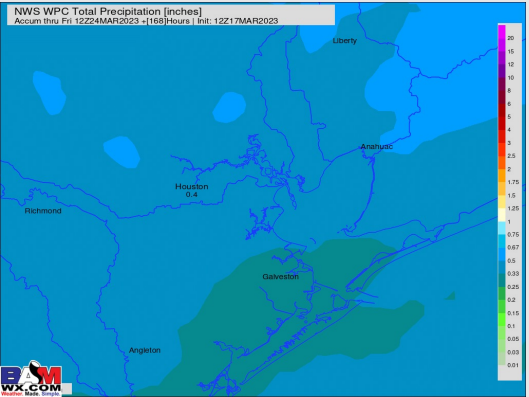 NWS WPC Total Precipitation [inches]
Accum thru Fri 12Z24MAR2023 +[168]Hours | Init: 12Z17MAR2023
Liberty
Anahuac
Houston
0.4
Richmond
Galveston
Angleton
20
15
12
10
8
6
5
4
3
2.5
2
1.75
1.5
1.25
1
0.75
0.67
0.5
0.33
0.25
0.2
0.15
0.1
0.05
0.03
0.01
BAM
WX.COM
Weather. Made. Simple.